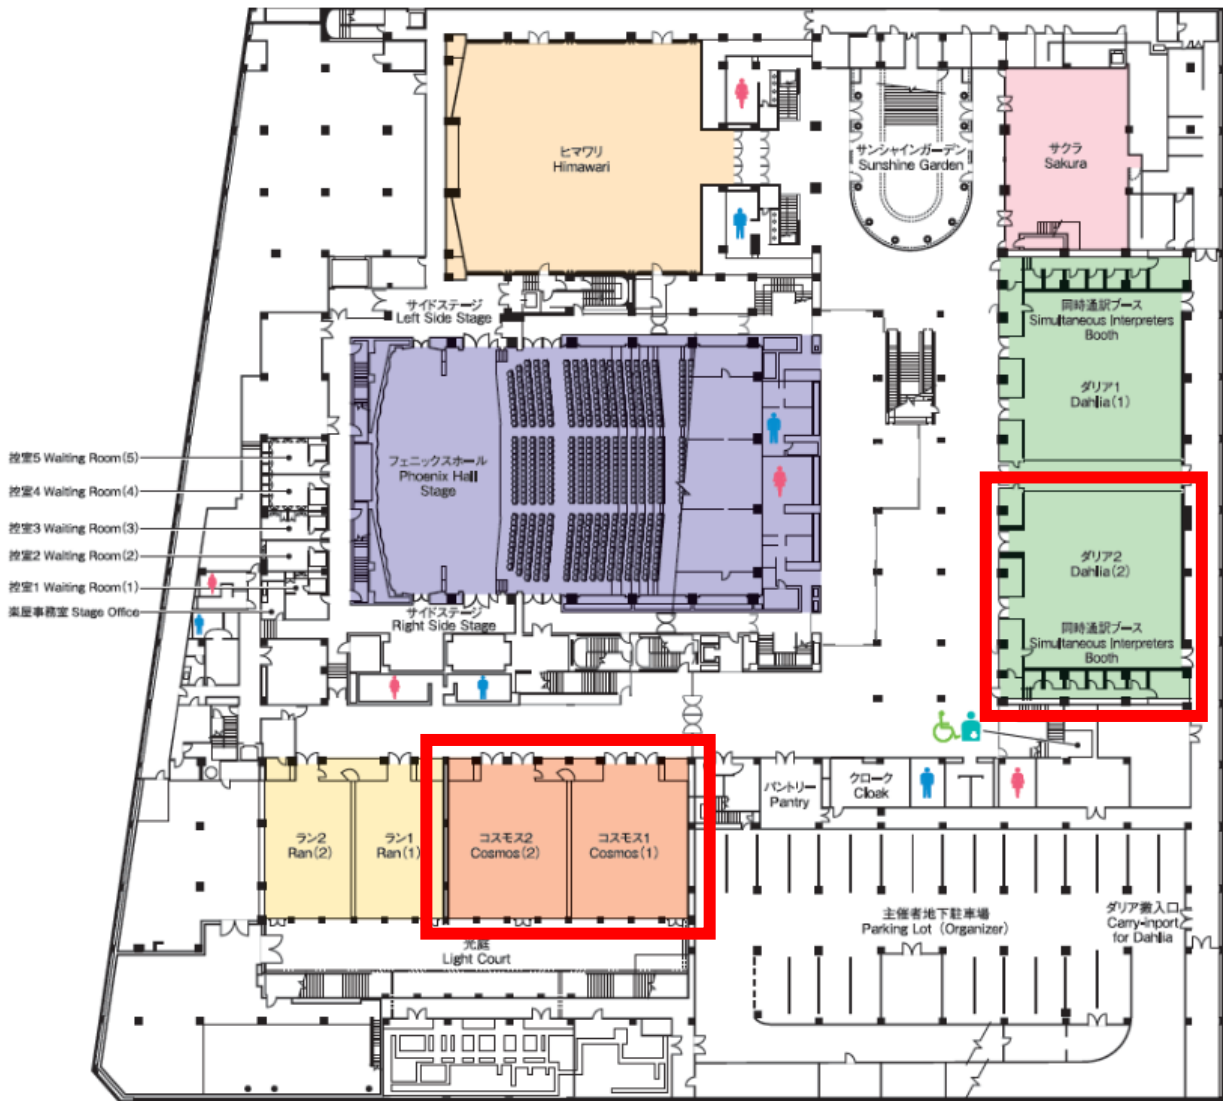 ヒマワリ
Himawari
サンシャインガーデン
Sunshine Garden
サクラ
Sakura
サイドステージ
Left Side Stage
同時通訳ブース
Simultaneous Interpreters
Booth
ダリア1
Dahlia(1)
フェニックスホール
Phoenix Hall
Stage
控室5 Waiting Room(5)
控室4 Waiting Room(4)
控室3 Waiting Room(3)
控室2 Waiting Room(2)
控室1 Waiting Room(1)
楽屋事務室 Stage Office
ダリア2
Dahlia(2)
サイドステージ
Right Side Stage
同時通訳ブース
Simultaneous Interpreters
Booth
パントリー
Pantry
クローク
Cloak
ラン2
Ran(2)
ラン1
Ran(1)
コスモス2
Cosmos(2)
コスモス1
Cosmos(1)
光庭
Light Court
主催者地下駐車場
Parking Lot (Organizer)
ダリア搬入口
Carry-inport
for Dahlia